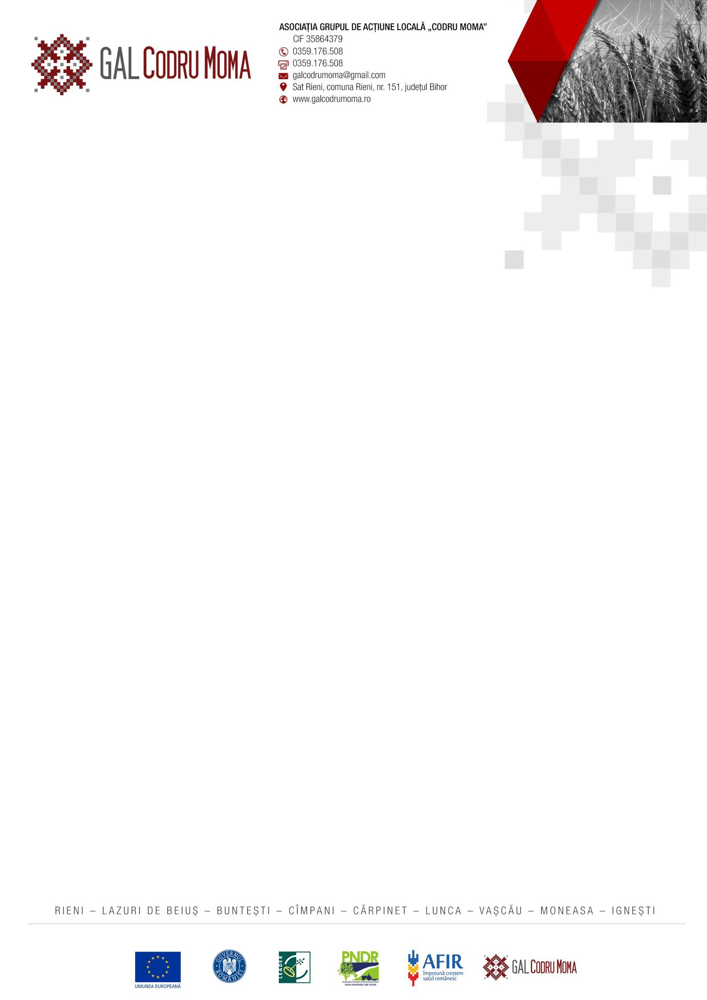 GAL CODRU MOMA
ASOCIAȚIA GRUPUL DE ACȚIUNE LOCALĂ „CODRU MOMA”
CIF 35864379
0359.176.508
0359.176.508
galcodrumoma@gmail.com
Sat Rieni, comuna Rieni, nr. 151, județul Bihor
www.galcodrumoma.ro
RIENI – LAZURI DE BEIUȘ – BUNTEȘTI – CÎMPANI – CĂRPINET – LUNCA – VAȘCĂU – MONEASA – IGNEȘTI
UNIUNEA EUROPEANĂ
GUVERNUL ROMÂNIEI
LEADER
PNDR
PROGRAMUL NAȚIONAL DE DEZVOLTARE RURALĂ
SATUL ROMÂNESC ARE VIITOR!
AFIR
împreună creștem
satul românesc
GAL CODRU MOMA